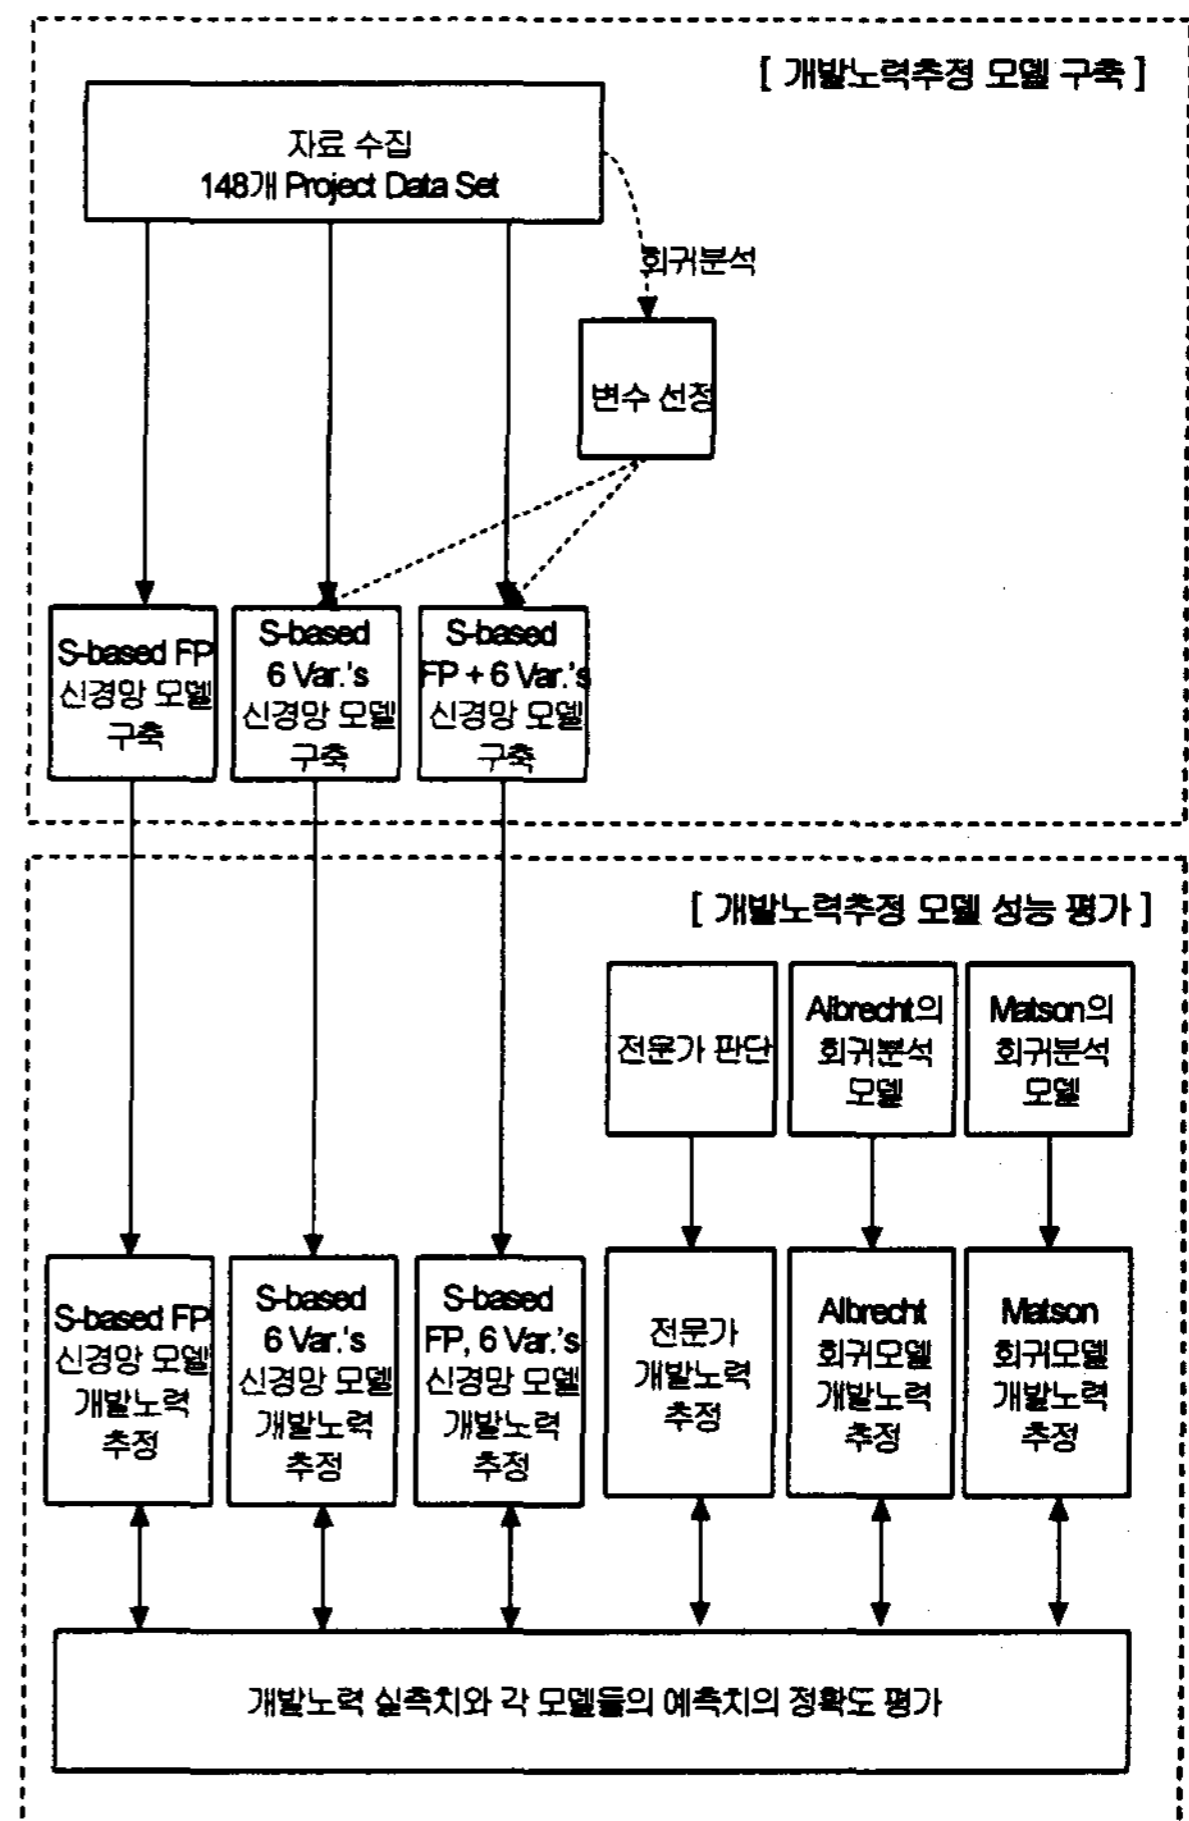 [ 개발노력추정 모델 구축 ]
자료 수집
148개 Project Data Set
회귀분석
변수 선정
S-based FP
신경망 모델
구축
S-based
6 Var.'s
신경망 모델
구축
S-based
FP + 6 Var.'s
신경망 모델
구축
[ 개발노력추정 모델 성능 평가 ]
전문가 판단
Albrecht의
회귀분석
모델
Matson의
회귀분석
모델
S-based FP
신경망 모델
개발노력
추정
S-based
6 Var.'s
신경망 모델
개발노력
추정
S-based
FP, 6 Var.'s
신경망 모델
개발노력
추정
전문가
개발노력
추정
Albrecht
회귀모델
개발노력
추정
Matson
회귀모델
개발노력
추정
개발노력 실측치와 각 모델들의 예측치의 정확도 평가